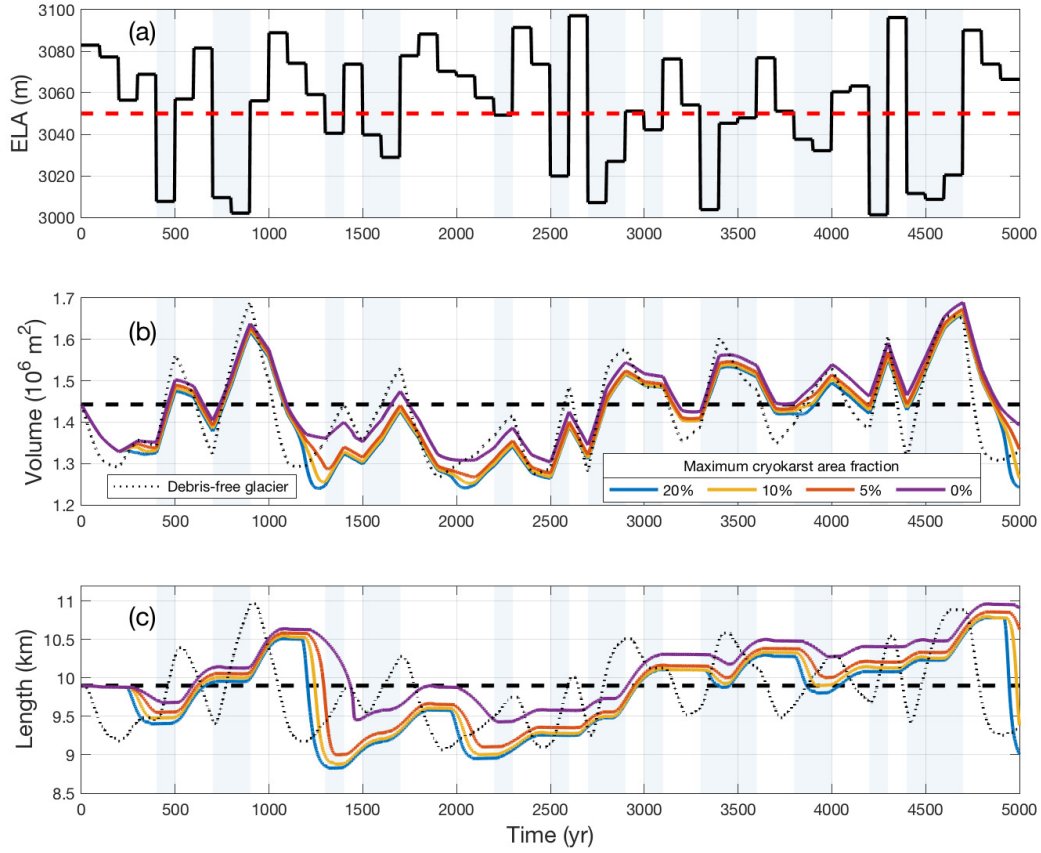 (a)
ELA (m)
3100
3080
3060
3040
3020
3000
0 500 1000 1500 2000 2500 3000 3500 4000 4500 5000
(b)
Volume (10⁶ m²)
1.7
1.6
1.5
1.4
1.3
1.2
Debris-free glacier
Maximum cryokarst area fraction
20% 10% 5% 0%
0 500 1000 1500 2000 2500 3000 3500 4000 4500 5000
(c)
Length (km)
11
10.5
10
9.5
9
8.5
0 500 1000 1500 2000 2500 3000 3500 4000 4500 5000
Time (yr)